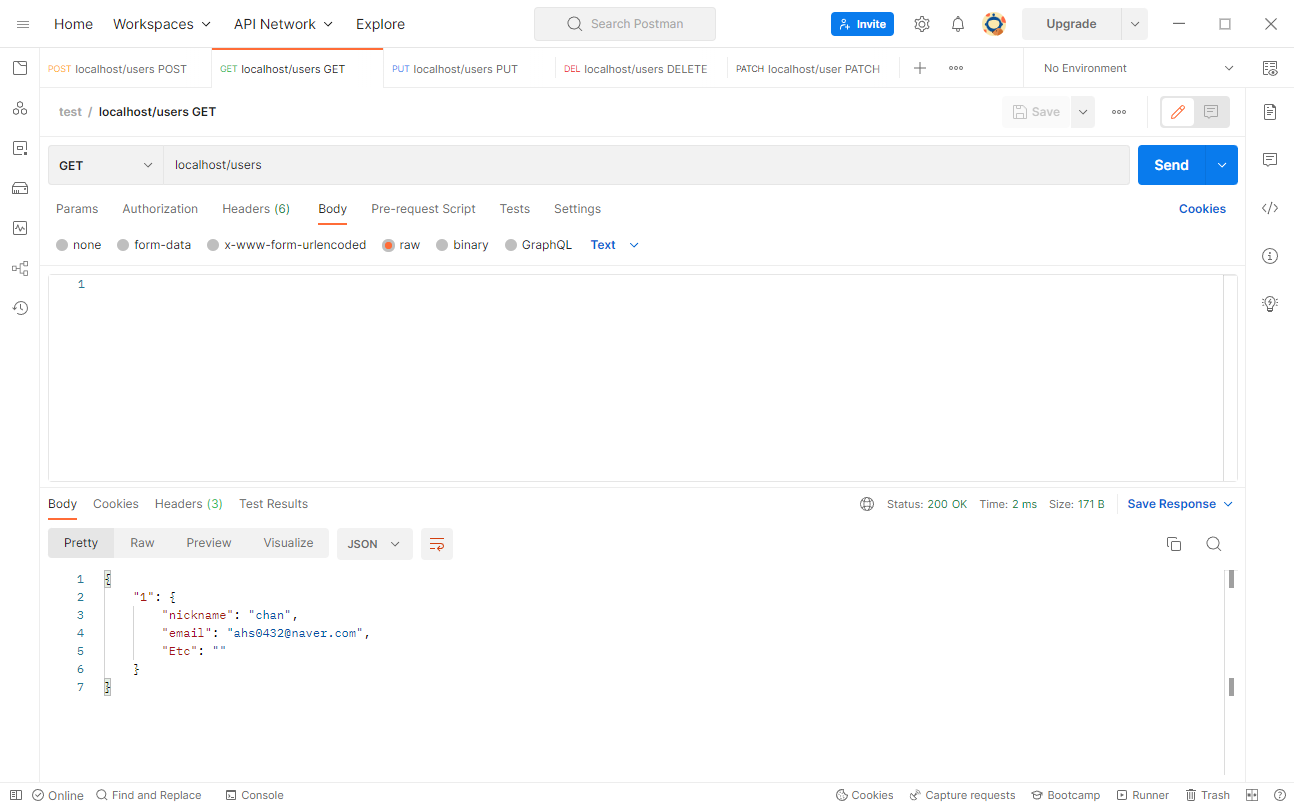 Home Workspaces API Network Explore Search Postman Invite Upgrade
POST localhost/users POST GET localhost/users GET PUT localhost/users PUT DEL localhost/users DELETE PATCH localhost/user PATCH No Environment
test / localhost/users GET Save
GET localhost/users Send
Params Authorization Headers (6) Body Pre-request Script Tests Settings Cookies
none form-data x-www-form-urlencoded raw binary GraphQL Text
1
Body Cookies Headers (3) Test Results Status: 200 OK Time: 2 ms Size: 171 B Save Response
Pretty Raw Preview Visualize JSON
1 {
2 "1": {
3 "nickname": "chan",
4 "email": "ahs0432@naver.com",
5 "Etc": ""
6 }
7 }
Online Find and Replace Console Cookies Capture requests Bootcamp Runner Trash